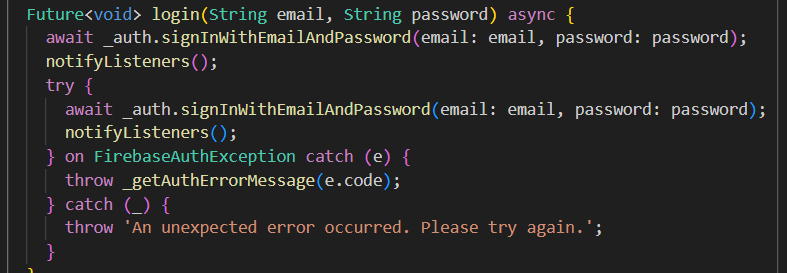 Future<void> login(String email, String password) async {
await _auth.signInWithEmailAndPassword(email: email, password: password);
notifyListeners();
try {
await _auth.signInWithEmailAndPassword(email: email, password: password);
notifyListeners();
} on FirebaseAuthException catch (e) {
throw _getAuthErrorMessage(e.code);
} catch (_) {
throw 'An unexpected error occurred. Please try again.';
}
}